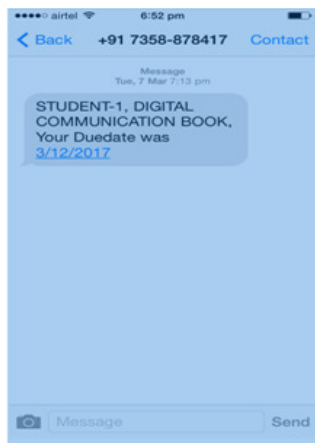 airtel 6:52 pm
Back +91 7358-878417 Contact
Message
Tue, 7 Mar 7:13 pm
STUDENT-1, DIGITAL
COMMUNICATION BOOK,
Your Duedate was
3/12/2017
Message Send